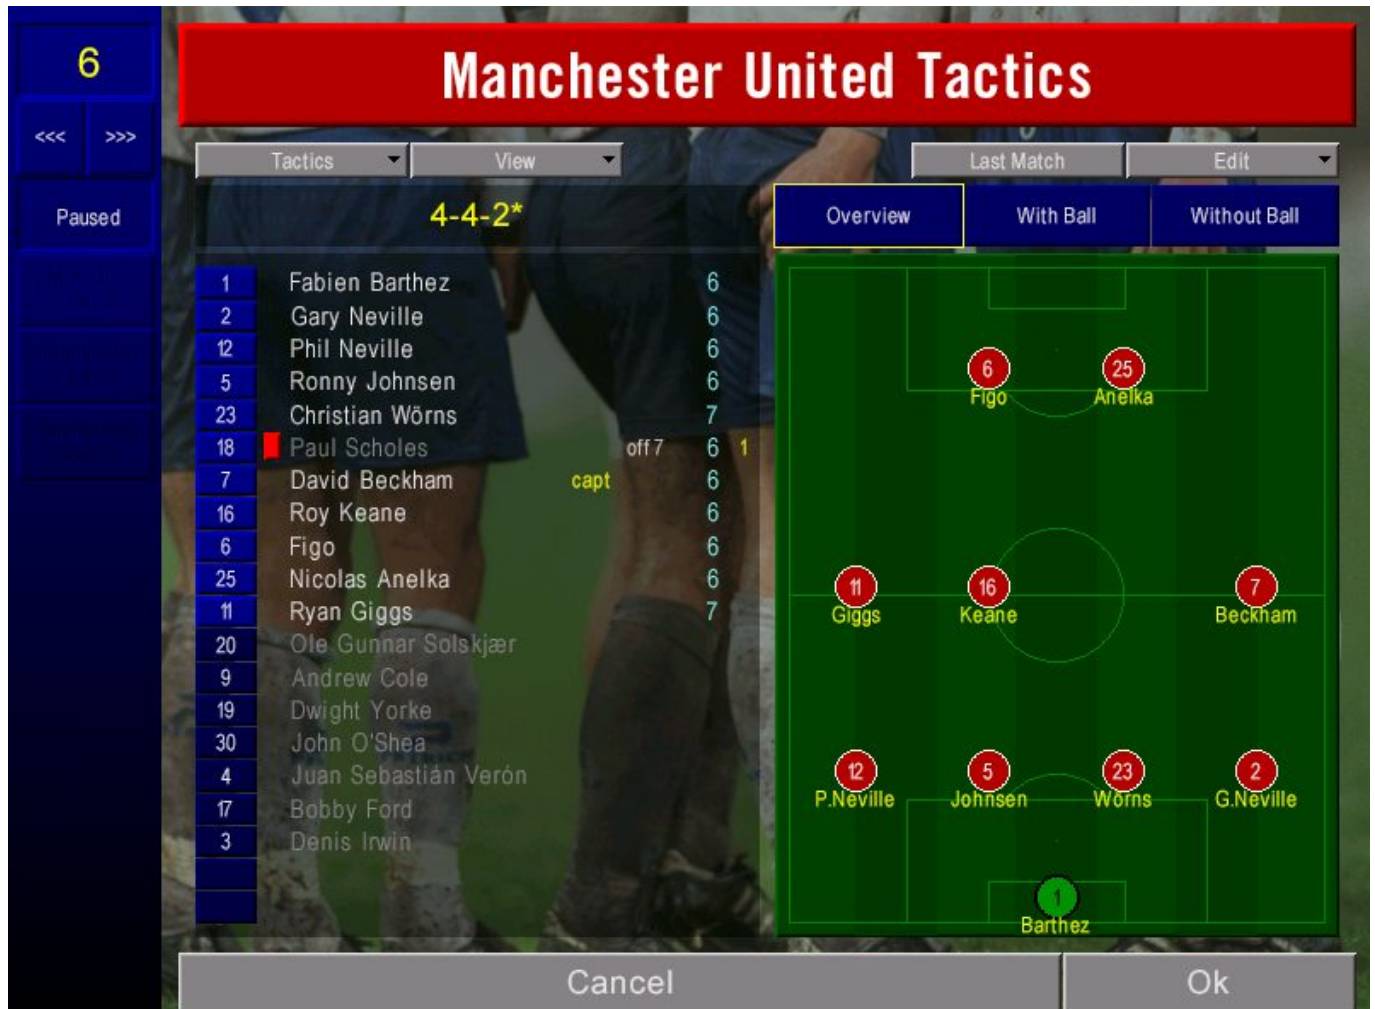 6
Manchester United Tactics
<<< >>>
Tactics View Last Match Edit
Paused
4-4-2*
Overview With Ball Without Ball
1 Fabien Barthez 6
2 Gary Neville 6
12 Phil Neville 6
5 Ronny Johnsen 6
23 Christian Wörns 7
18 Paul Scholes off 7 6 1
7 David Beckham capt 6
16 Roy Keane 6
6 Figo 6
25 Nicolas Anelka 6
11 Ryan Giggs 7
20 Ole Gunnar Solskjær
9 Andrew Cole
19 Dwight Yorke
30 John O'Shea
4 Juan Sebastián Verón
17 Bobby Ford
3 Denis Irwin
6 25
Figo Anelka
11 16 7
Giggs Keane Beckham
12 5 23 2
P.Neville Johnsen Wörns G.Neville
1
Barthez
Cancel Ok